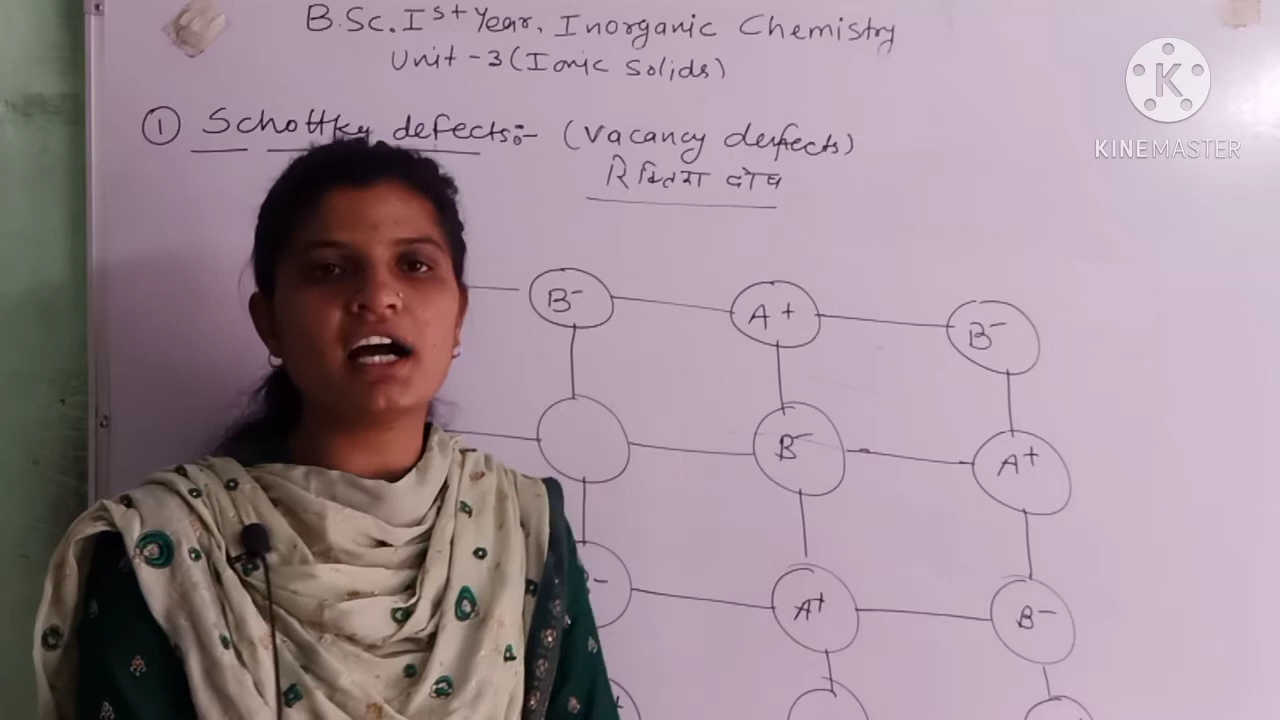 B.Sc. Ist Year, Inorganic Chemistry
Unit - 3 (Ionic Solids)
① Schottky defects:- (Vacancy defects)
रिक्तिका दोष
B- A+ B-
B- A+
- A+ B-
KINEMASTER